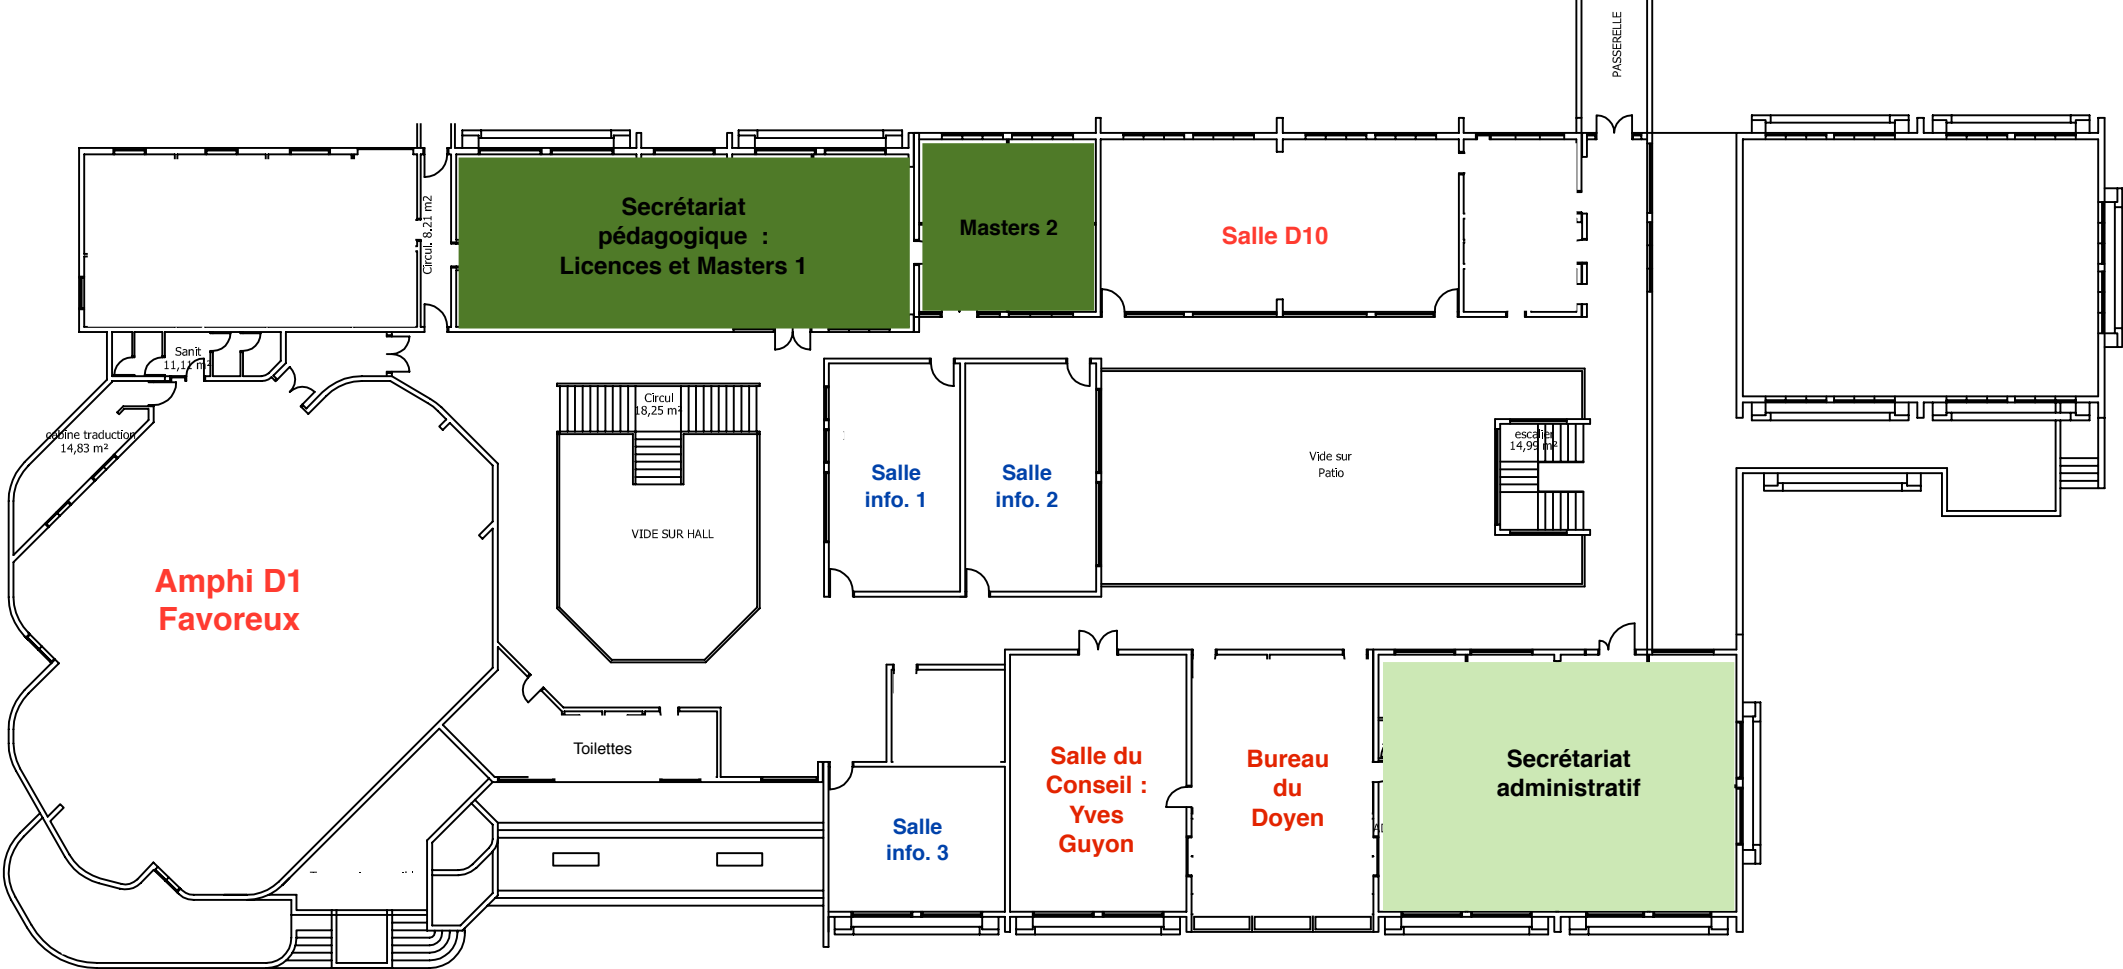 PASSERELLE
Circul. 8.21 m2
Secrétariat
pédagogique :
Licences et Masters 1
Masters 2
Salle D10
Sanit
11,11 m²
cabine traduction
14,83 m²
Circul
18,25 m²
VIDE SUR HALL
Salle
info. 1
Salle
info. 2
Vide sur
Patio
escalier
14,99 m²
Amphi D1
Favoreux
Toilettes
Salle
info. 3
Salle du
Conseil :
Yves
Guyon
Bureau
du
Doyen
Secrétariat
administratif